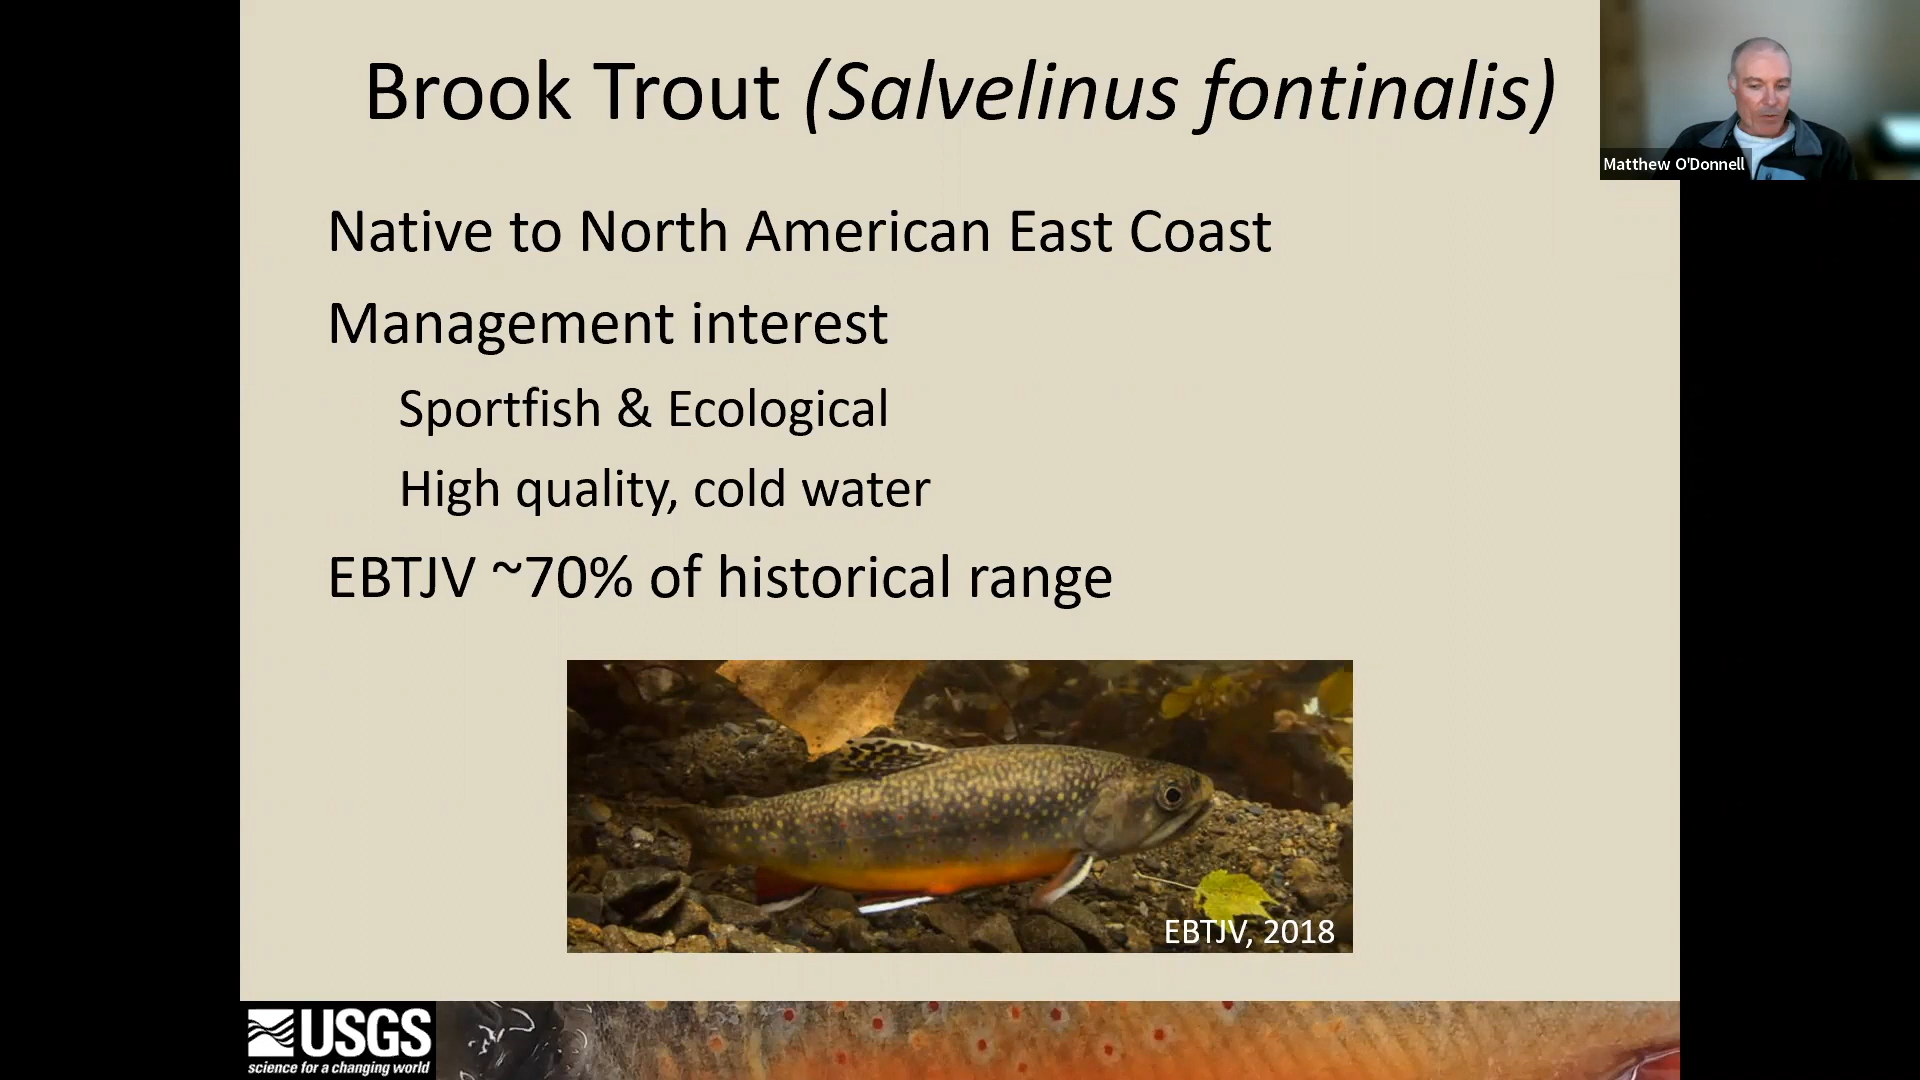 Brook Trout (Salvelinus fontinalis)
Matthew O'Donnell
Native to North American East Coast
Management interest
Sportfish & Ecological
High quality, cold water
EBTJV ~70% of historical range
EBTJV, 2018
USGS
science for a changing world